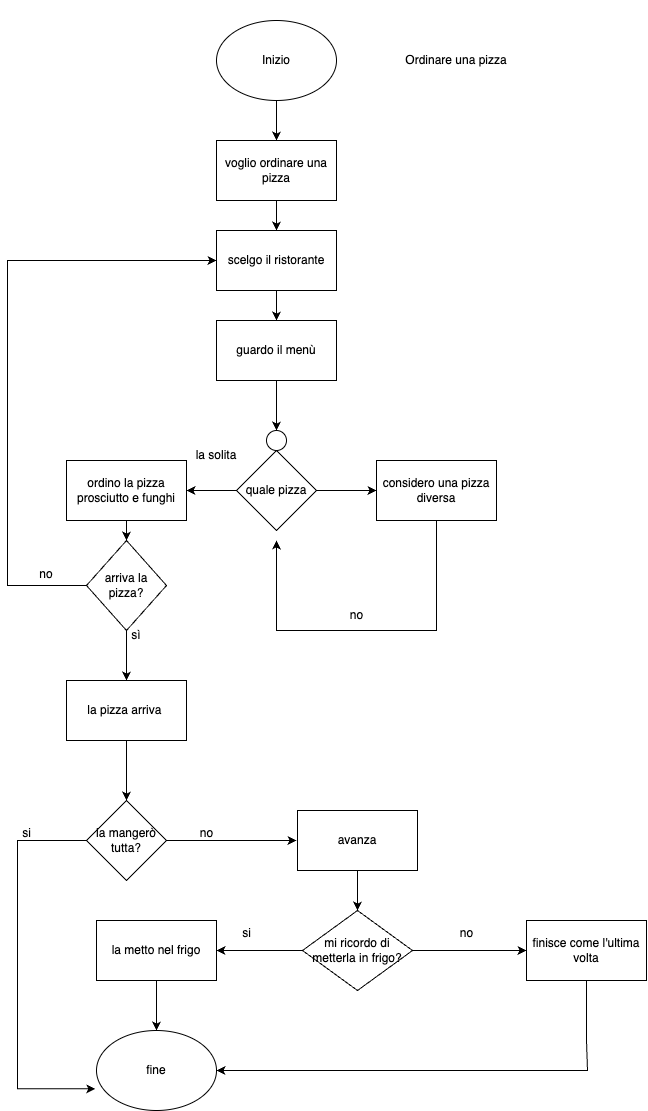 Inizio
Ordinare una pizza
voglio ordinare una
pizza
scelgo il ristorante
guardo il menù
la solita
ordino la pizza
prosciutto e funghi
quale pizza
considero una pizza
diversa
no
arriva la
pizza?
no
sì
la pizza arriva
si
la mangerò
tutta?
no
avanza
la metto nel frigo
si
mi ricordo di
metterla in frigo?
no
finisce come l'ultima
volta
fine